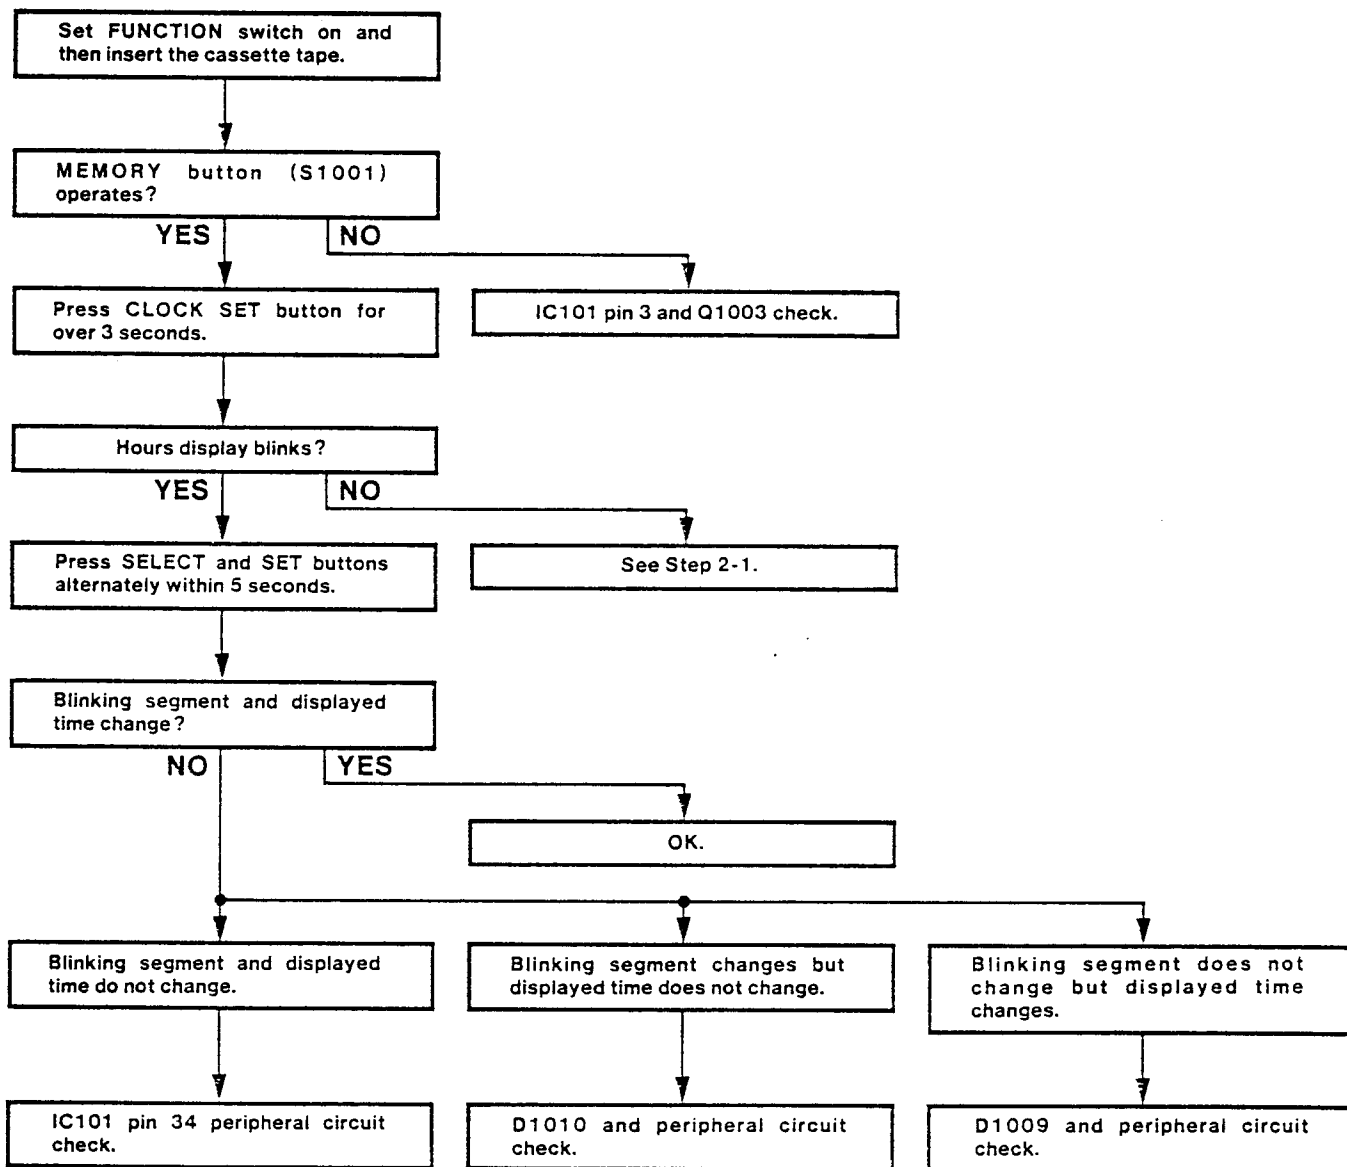 Set FUNCTION switch on and
then insert the cassette tape.
MEMORY button (S1001)
operates?
YES
NO
Press CLOCK SET button for
over 3 seconds.
IC101 pin 3 and Q1003 check.
Hours display blinks?
YES
NO
Press SELECT and SET buttons
alternately within 5 seconds.
See Step 2-1.
Blinking segment and displayed
time change?
NO
YES
OK.
Blinking segment and displayed
time do not change.
Blinking segment changes but
displayed time does not change.
Blinking segment does not
change but displayed time
changes.
IC101 pin 34 peripheral circuit
check.
D1010 and peripheral circuit
check.
D1009 and peripheral circuit
check.